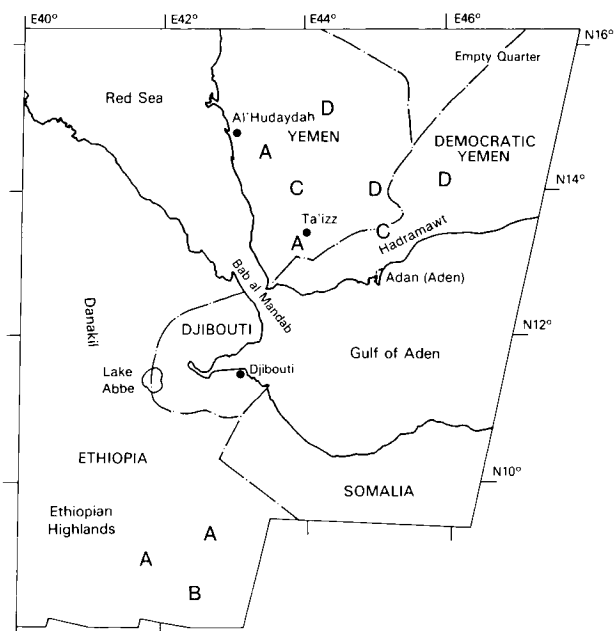 E40° E42° E44° E46°
N16°
Empty Quarter
Red Sea
D
Al'Hudaydah
YEMEN
DEMOCRATIC
YEMEN
A
D D
C
N14°
Ta'izz
A C
Hadramawt
Adan (Aden)
Bab al Mandab
Danakil
DJIBOUTI
N12°
Gulf of Aden
Lake
Abbe
Djibouti
ETHIOPIA
N10°
SOMALIA
Ethiopian
Highlands
A
A
B